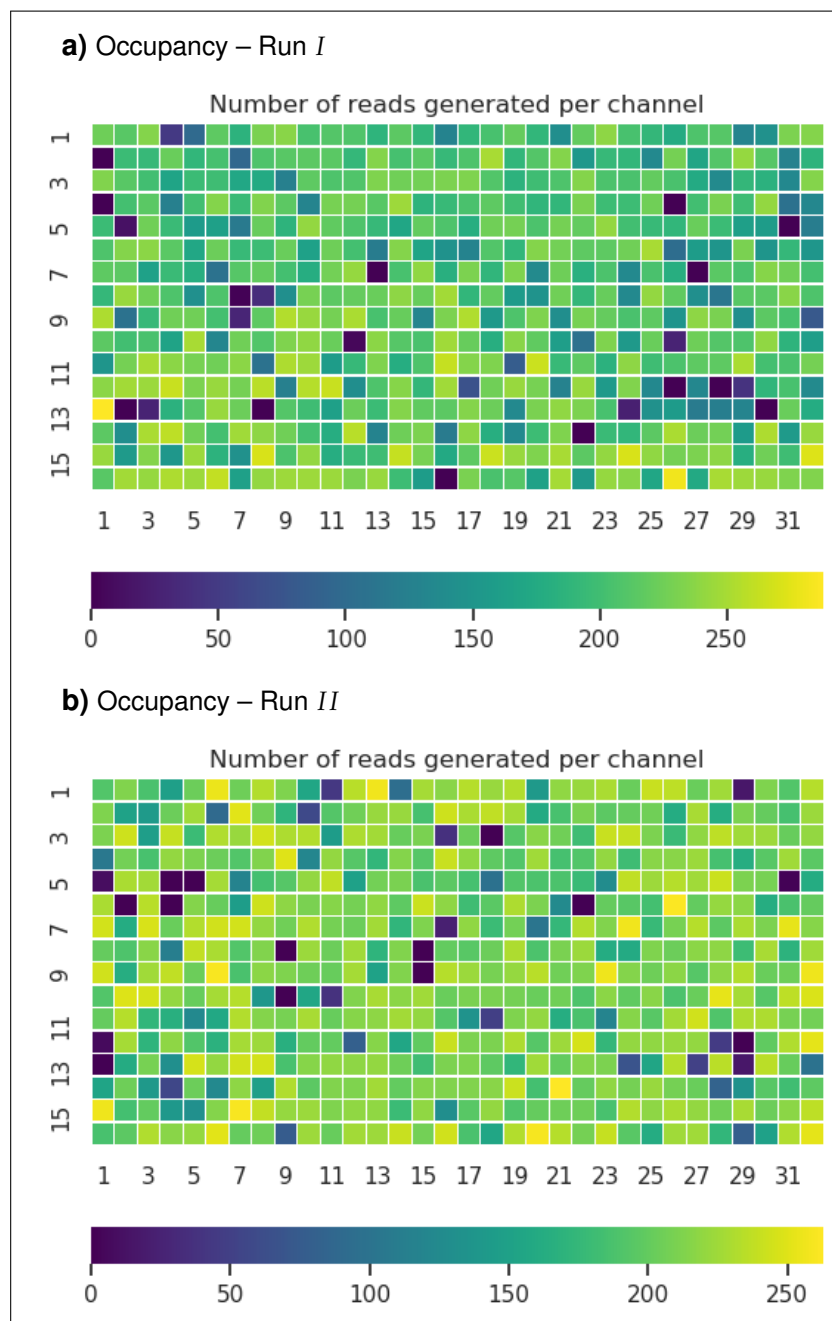 a) Occupancy – Run I
Number of reads generated per channel
1
3
5
7
9
11
13
15
1 3 5 7 9 11 13 15 17 19 21 23 25 27 29 31
0 50 100 150 200 250
b) Occupancy – Run II
Number of reads generated per channel
1
3
5
7
9
11
13
15
1 3 5 7 9 11 13 15 17 19 21 23 25 27 29 31
0 50 100 150 200 250